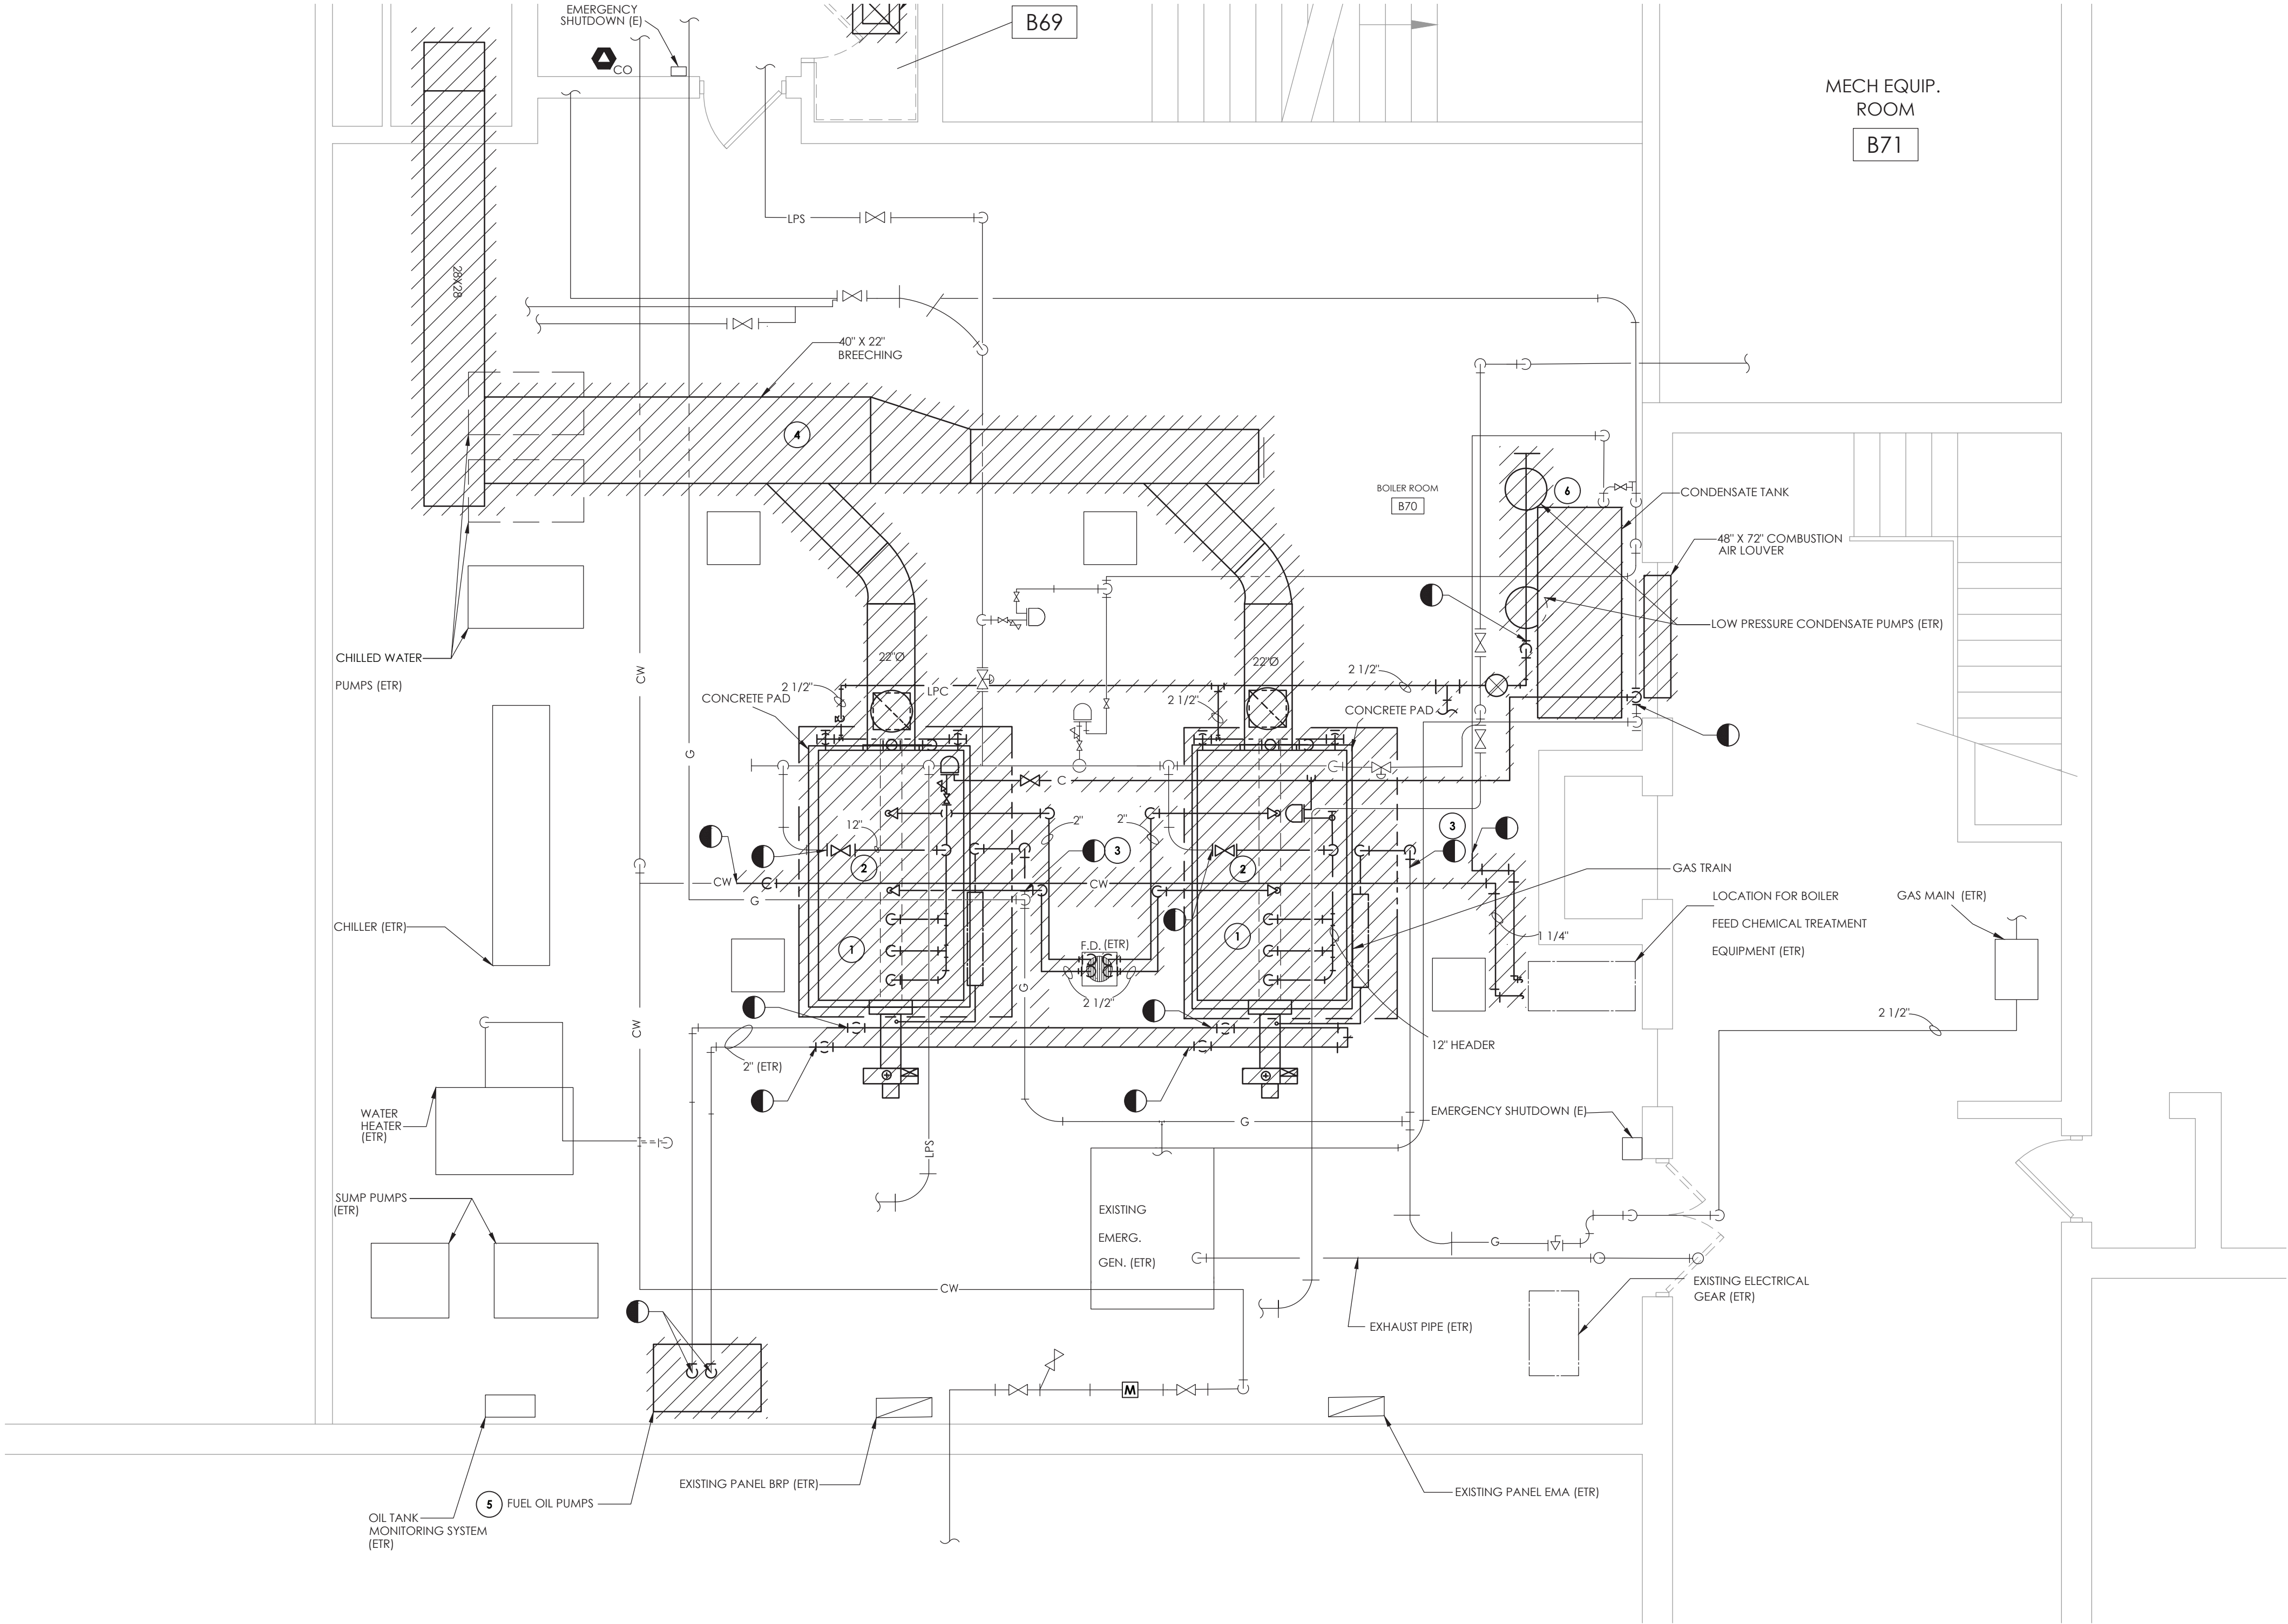 EMERGENCY
SHUTDOWN (E)
CO
B69
MECH EQUIP.
ROOM
B71
LPS
28X28
40" X 22"
BREECHING
4
BOILER ROOM
B70
6
CONDENSATE TANK
48" X 72" COMBUSTION
AIR LOUVER
LOW PRESSURE CONDENSATE PUMPS (ETR)
CHILLED WATER
PUMPS (ETR)
CW
22"Ø
22"Ø
2 1/2"
LPC
2 1/2"
2 1/2"
CONCRETE PAD
CONCRETE PAD
G
C
12"
2"
2"
3
3
2
2
CW
CW
G
GAS TRAIN
LOCATION FOR BOILER
FEED CHEMICAL TREATMENT
EQUIPMENT (ETR)
GAS MAIN (ETR)
CHILLER (ETR)
1
1
F.D. (ETR)
2 1/2"
G
1 1/4"
2 1/2"
CW
2" (ETR)
12" HEADER
WATER
HEATER
(ETR)
LPS
G
EMERGENCY SHUTDOWN (E)
SUMP PUMPS
(ETR)
EXISTING
EMERG.
GEN. (ETR)
G
CW
EXISTING ELECTRICAL
GEAR (ETR)
EXHAUST PIPE (ETR)
M
EXISTING PANEL BRP (ETR)
EXISTING PANEL EMA (ETR)
5 FUEL OIL PUMPS
OIL TANK
MONITORING SYSTEM
(ETR)